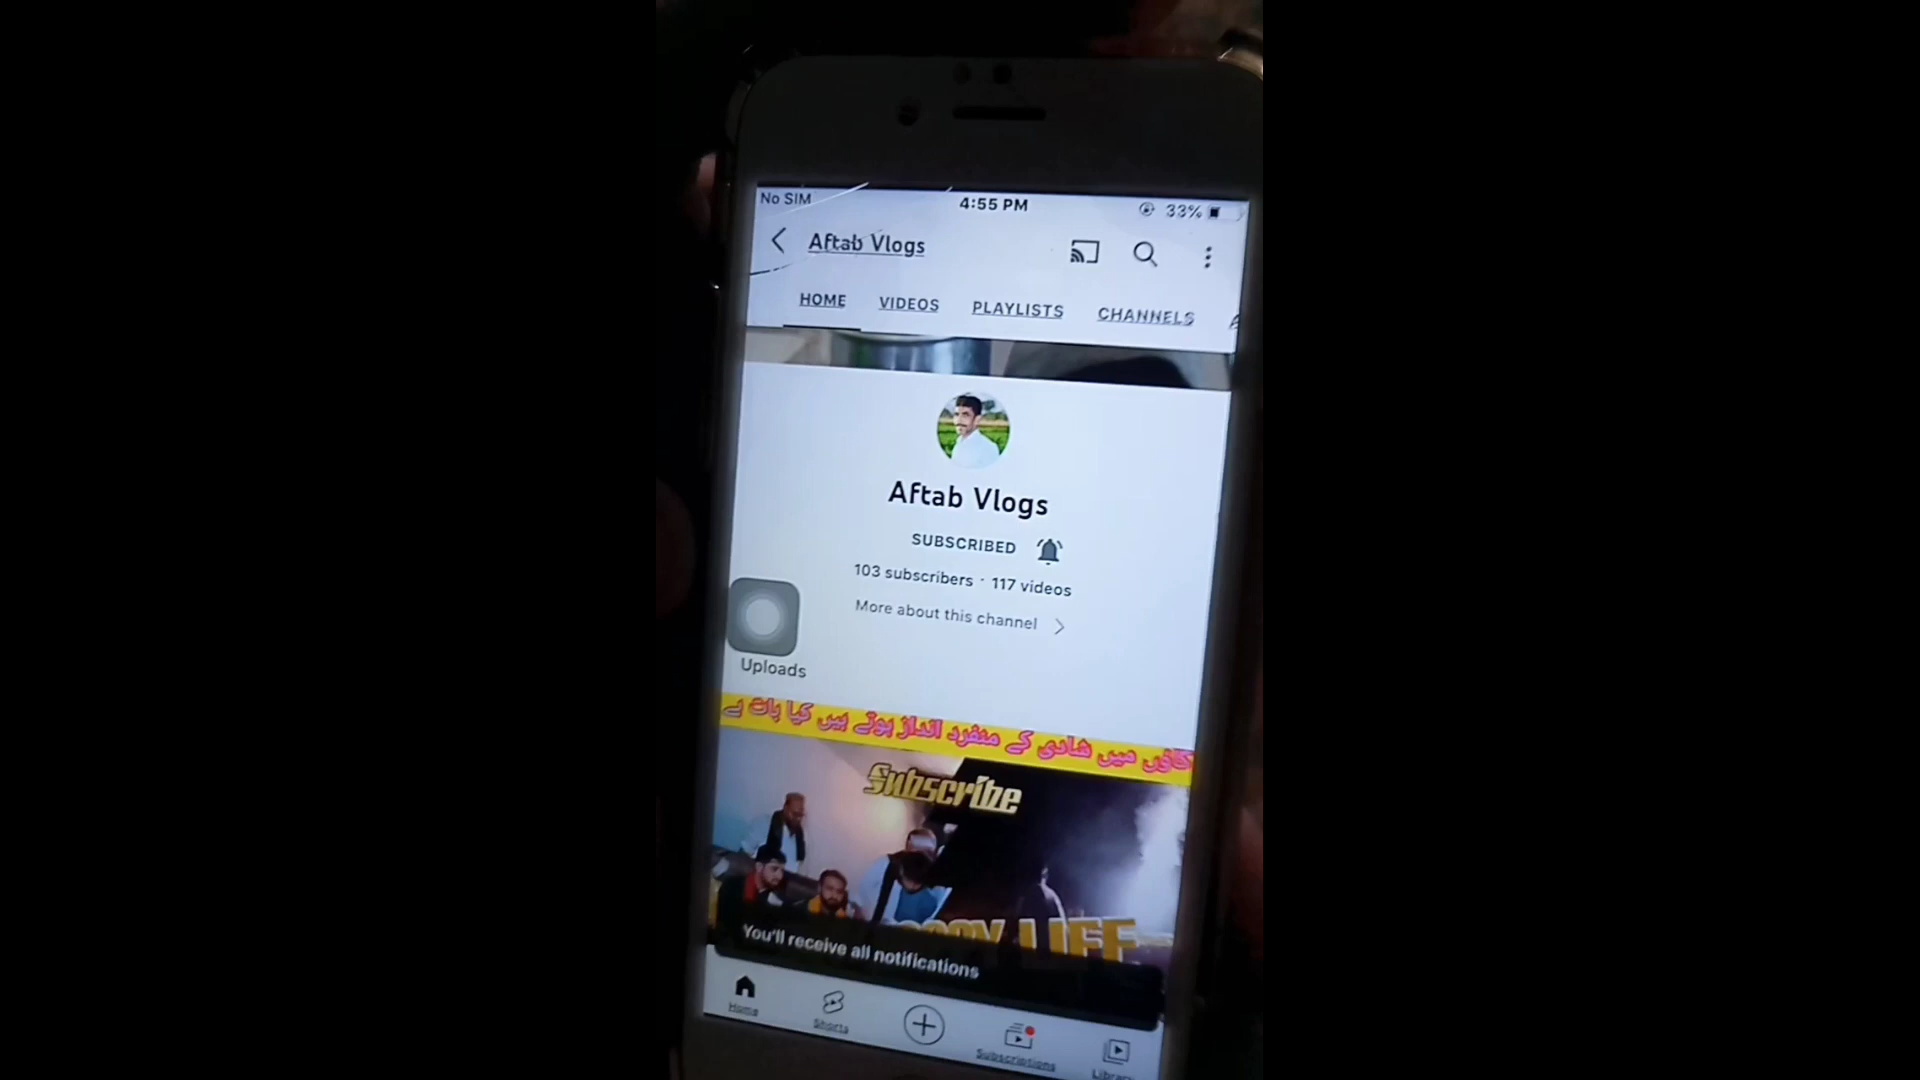 No SIM
4:55 PM
33%
Aftab Vlogs
HOME
VIDEOS
PLAYLISTS
CHANNELS
Aftab Vlogs
SUBSCRIBED
103 subscribers · 117 videos
More about this channel
Uploads
گاؤں میں شادی کے منفرد انداز ہوتے ہیں کیا بات ہے
Subscribe
LIFE
You'll receive all notifications
Home
Shorts
Subscriptions